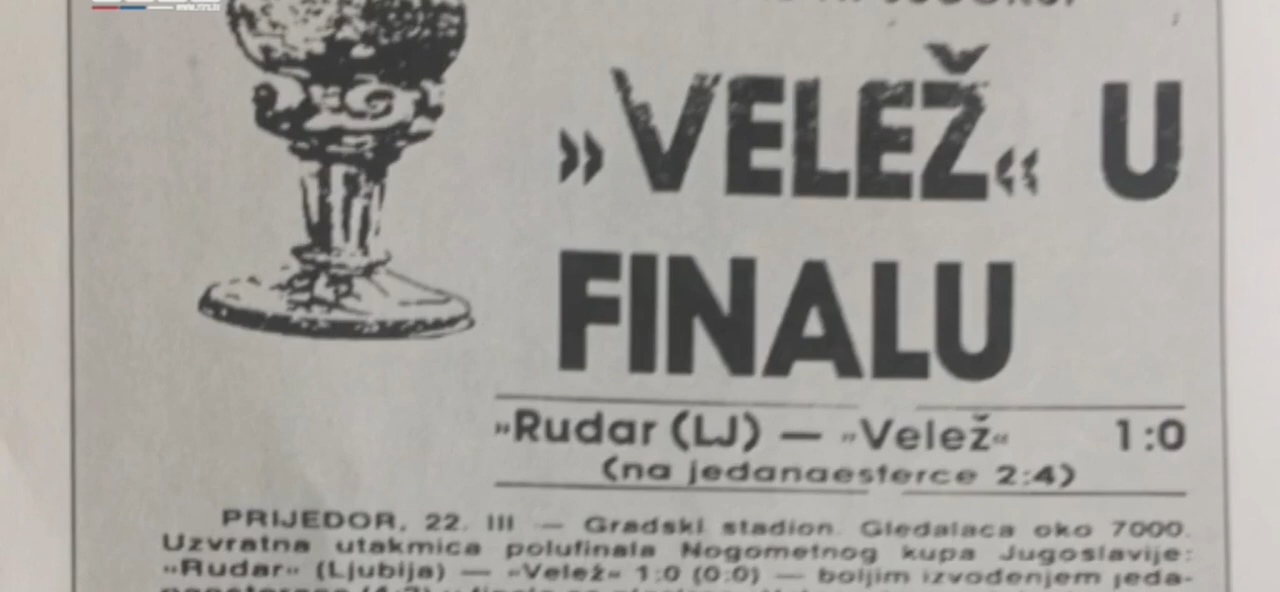 »VELEŽ« U
FINALU
»Rudar (LJ) — »Velež« 1:0
(na jedanaesterce 2:4)
PRIJEDOR, 22. III — Gradski stadion. Gledalaca oko 7000.
Uzvratna utakmica polufinala Nogometnog kupa Jugoslavije:
»Rudar« (Ljubija) — »Velež« 1:0 (0:0) — boljim izvođenjem jeda-